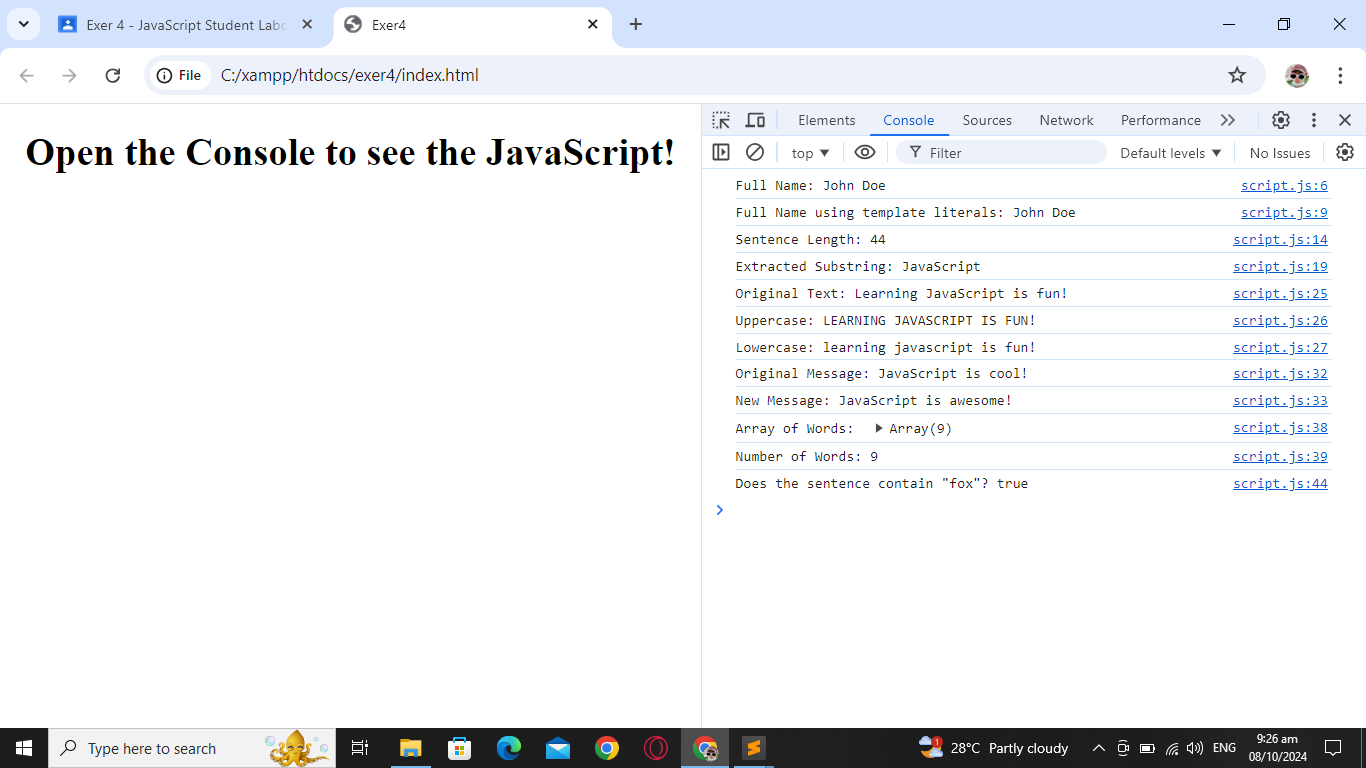 Exer 4 - JavaScript Student Labo
Exer4
File
C:/xampp/htdocs/exer4/index.html
Open the Console to see the JavaScript!
Elements Console Sources Network Performance
top Filter Default levels No Issues
Full Name: John Doe script.js:6
Full Name using template literals: John Doe script.js:9
Sentence Length: 44 script.js:14
Extracted Substring: JavaScript script.js:19
Original Text: Learning JavaScript is fun! script.js:25
Uppercase: LEARNING JAVASCRIPT IS FUN! script.js:26
Lowercase: learning javascript is fun! script.js:27
Original Message: JavaScript is cool! script.js:32
New Message: JavaScript is awesome! script.js:33
Array of Words: Array(9) script.js:38
Number of Words: 9 script.js:39
Does the sentence contain "fox"? true script.js:44
Type here to search
1
28°C Partly cloudy
ENG
9:26 am
08/10/2024